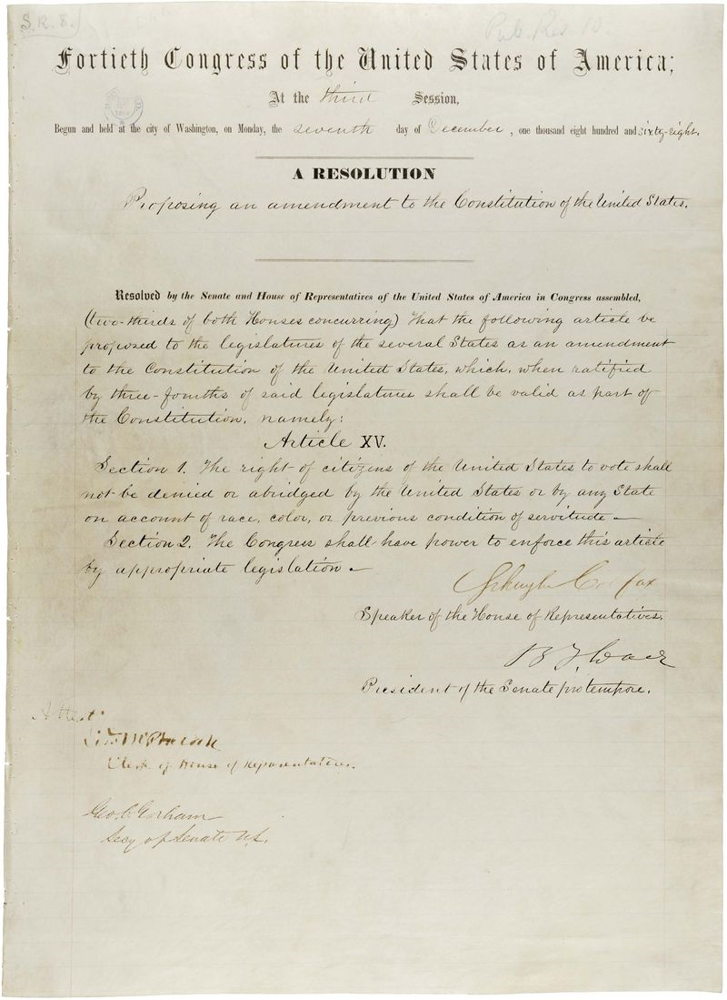 S.R. 8.
Pub. Res. 10.
Fortieth Congress of the United States of America;
At the third Session,
Begun and held at the city of Washington, on Monday, the seventh day of December, one thousand eight hundred and sixty-eight.
A RESOLUTION
Proposing an amendment to the Constitution of the United States.
Resolved by the Senate and House of Representatives of the United States of America in Congress assembled,
(two-thirds of both Houses concurring) That the following article be
proposed to the legislatures of the several States as an amendment
to the Constitution of the United States, which, when ratified
by three-fourths of said legislatures shall be valid as part of
the Constitution, namely:
Article XV.
Section 1. The right of citizens of the United States to vote shall
not be denied or abridged by the United States or by any State
on account of race, color, or previous condition of servitude —
Section 2. The Congress shall have power to enforce this article
by appropriate legislation —
Schuyler Colfax
Speaker of the House of Representatives.
B F Wade
President of the Senate pro tempore.
Attest:
McPherson
Clerk of House of Representatives.
Geo. C. Gorham
Secy of Senate U.S.